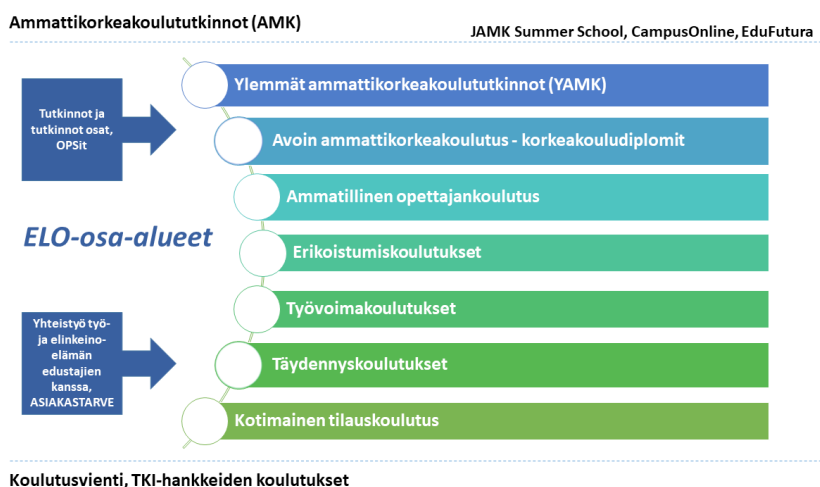 Ammattikorkeakoulututkinnot (AMK)
JAMK Summer School, CampusOnline, EduFutura
Ylemmät ammattikorkeakoulututkinnot (YAMK)
Tutkinnot ja
tutkinnot osat,
OPSit
Avoin ammattikorkeakoulutus - korkeakouludiplomit
Ammatillinen opettajankoulutus
ELO-osa-alueet
Erikoistumiskoulutukset
Työvoimakoulutukset
Yhteistyö työ-
ja elinkeino-
elämän
edustajien
kanssa,
ASIAKASTARVE
Täydennyskoulutukset
Kotimainen tilauskoulutus
Koulutusvienti, TKI-hankkeiden koulutukset